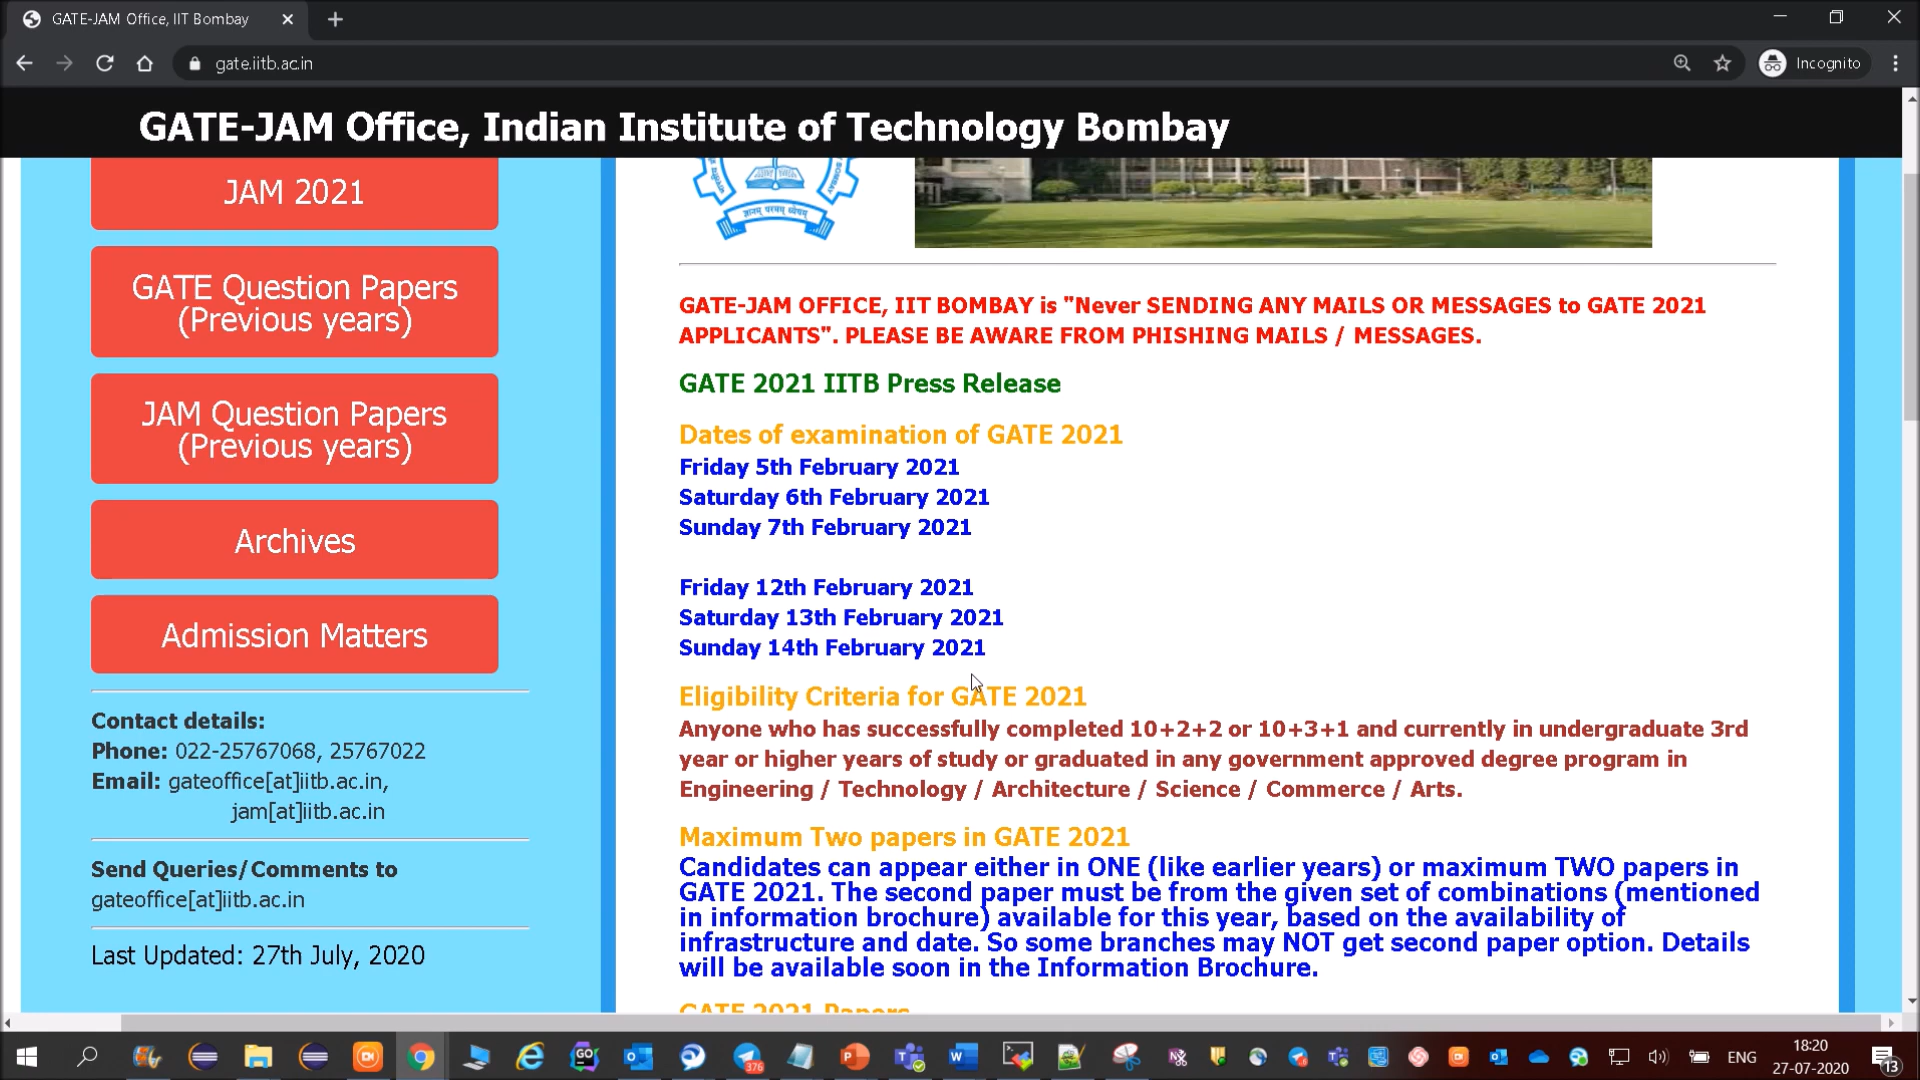 GATE-JAM Office, IIT Bombay
gate.iitb.ac.in
Incognito
GATE-JAM Office, Indian Institute of Technology Bombay
JAM 2021
GATE Question Papers
(Previous years)
JAM Question Papers
(Previous years)
Archives
Admission Matters
Contact details:
Phone: 022-25767068, 25767022
Email: gateoffice[at]iitb.ac.in,
jam[at]iitb.ac.in
Send Queries/Comments to
gateoffice[at]iitb.ac.in
Last Updated: 27th July, 2020
GATE-JAM OFFICE, IIT BOMBAY is "Never SENDING ANY MAILS OR MESSAGES to GATE 2021
APPLICANTS". PLEASE BE AWARE FROM PHISHING MAILS / MESSAGES.
GATE 2021 IITB Press Release
Dates of examination of GATE 2021
Friday 5th February 2021
Saturday 6th February 2021
Sunday 7th February 2021
Friday 12th February 2021
Saturday 13th February 2021
Sunday 14th February 2021
Eligibility Criteria for GATE 2021
Anyone who has successfully completed 10+2+2 or 10+3+1 and currently in undergraduate 3rd
year or higher years of study or graduated in any government approved degree program in
Engineering / Technology / Architecture / Science / Commerce / Arts.
Maximum Two papers in GATE 2021
Candidates can appear either in ONE (like earlier years) or maximum TWO papers in
GATE 2021. The second paper must be from the given set of combinations (mentioned
in information brochure) available for this year, based on the availability of
infrastructure and date. So some branches may NOT get second paper option. Details
will be available soon in the Information Brochure.
GATE 2021 Papers
376
ENG
18:20
27-07-2020
13